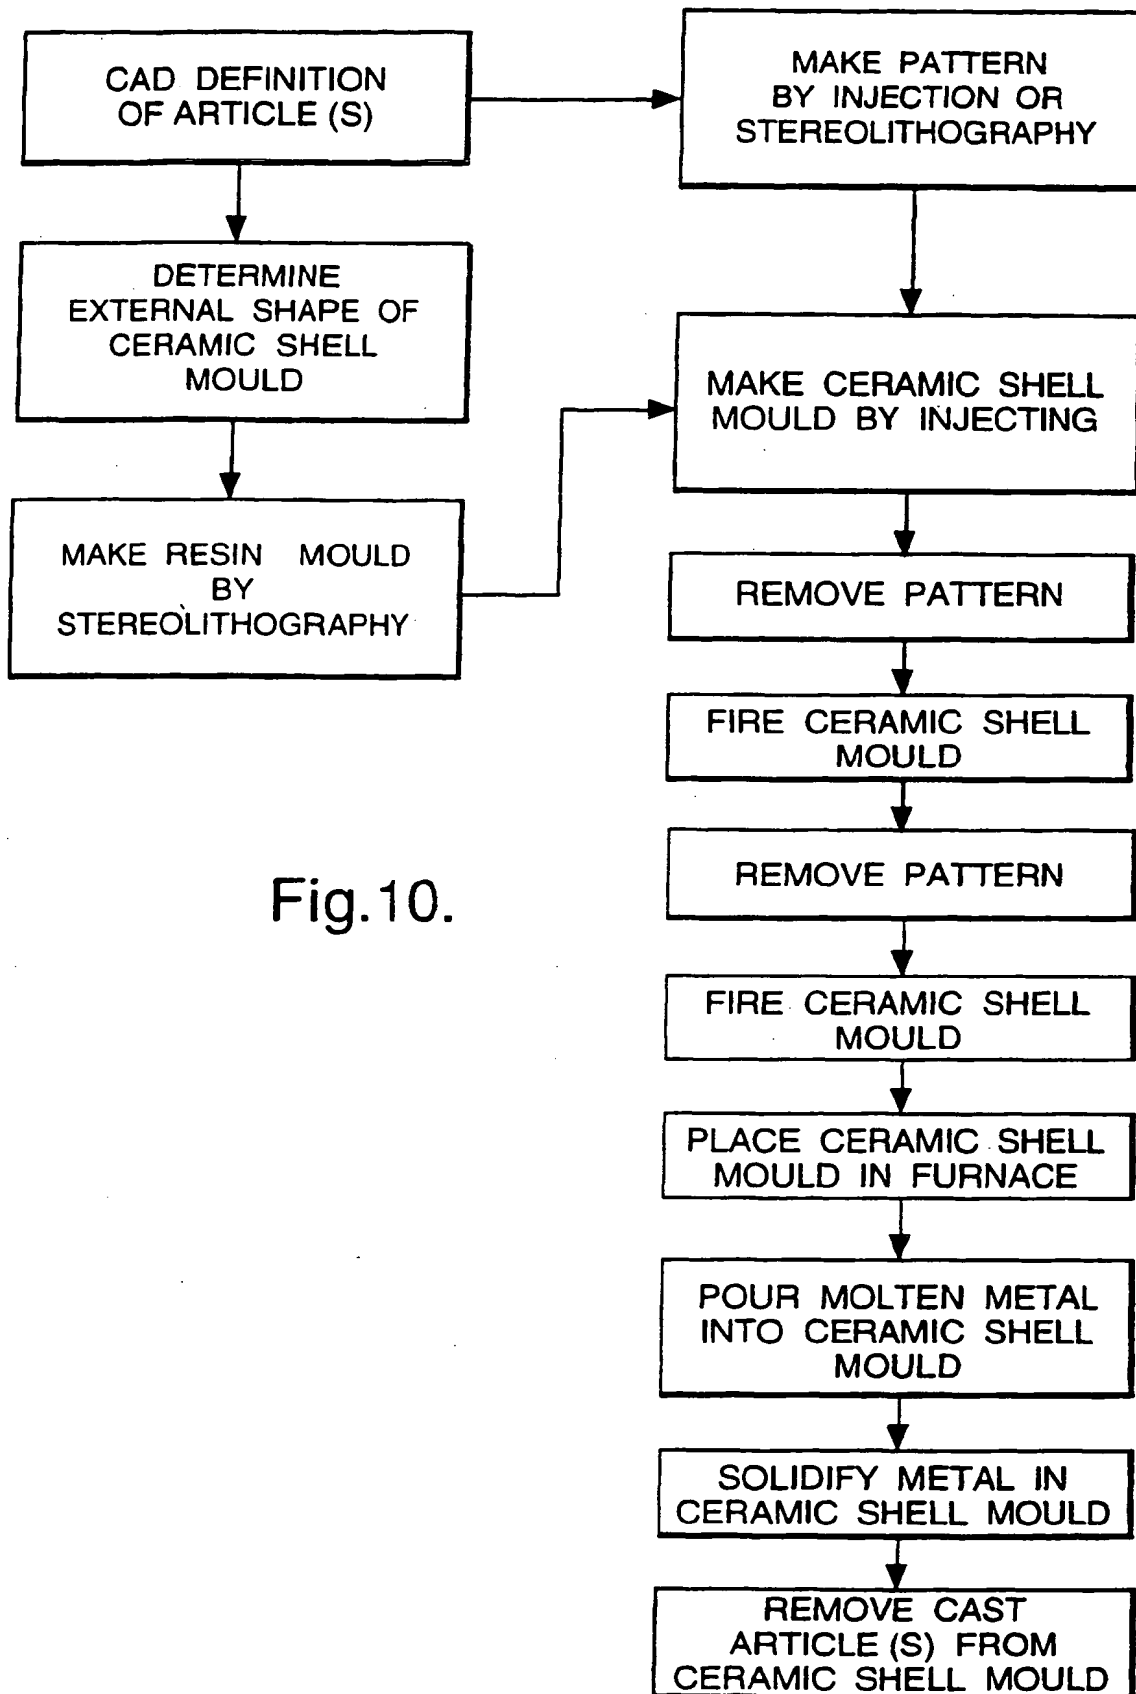 CAD DEFINITION
OF ARTICLE (S)
MAKE PATTERN
BY INJECTION OR
STEREOLITHOGRAPHY
DETERMINE
EXTERNAL SHAPE OF
CERAMIC SHELL
MOULD
MAKE CERAMIC SHELL
MOULD BY INJECTING
MAKE RESIN MOULD
BY
STEREOLITHOGRAPHY
REMOVE PATTERN
FIRE CERAMIC SHELL
MOULD
REMOVE PATTERN
Fig.10.
FIRE CERAMIC SHELL
MOULD
PLACE CERAMIC SHELL
MOULD IN FURNACE
POUR MOLTEN METAL
INTO CERAMIC SHELL
MOULD
SOLIDIFY METAL IN
CERAMIC SHELL MOULD
REMOVE CAST
ARTICLE (S) FROM
CERAMIC SHELL MOULD